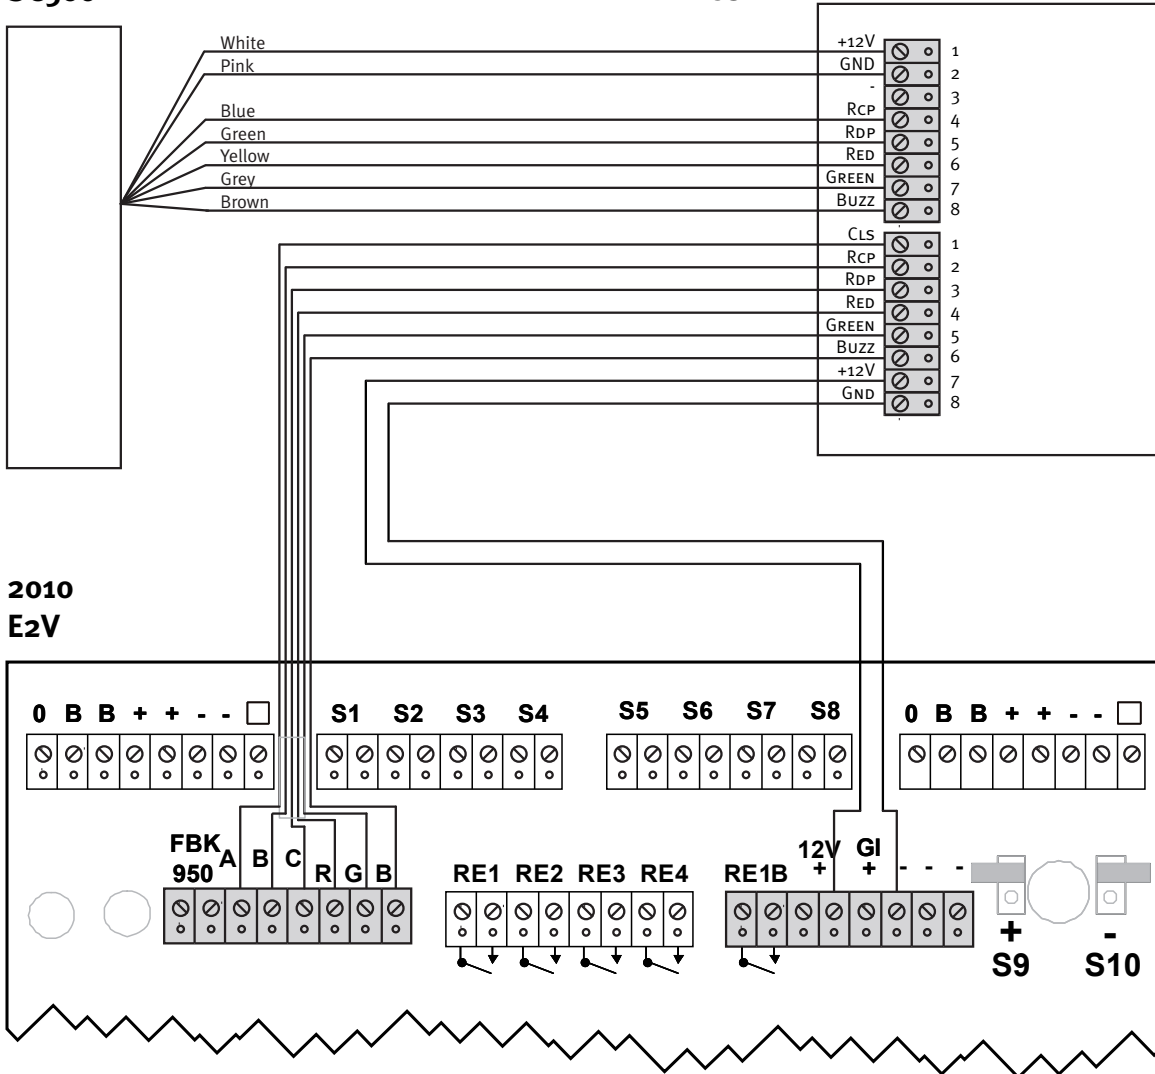 White
Pink
Blue
Green
Yellow
Grey
Brown
+12V 1
GND 2
- 3
RCP 4
RDP 5
RED 6
GREEN 7
BUZZ 8
CLS 1
RCP 2
RDP 3
RED 4
GREEN 5
BUZZ 6
+12V 7
GND 8
2010
E2V
0 B B + + - -
S1 S2 S3 S4
S5 S6 S7 S8
0 B B + + - -
FBK
950
A B C R G B
RE1 RE2 RE3 RE4
RE1B
12V GI
+ + - - -
+ -
S9 S10